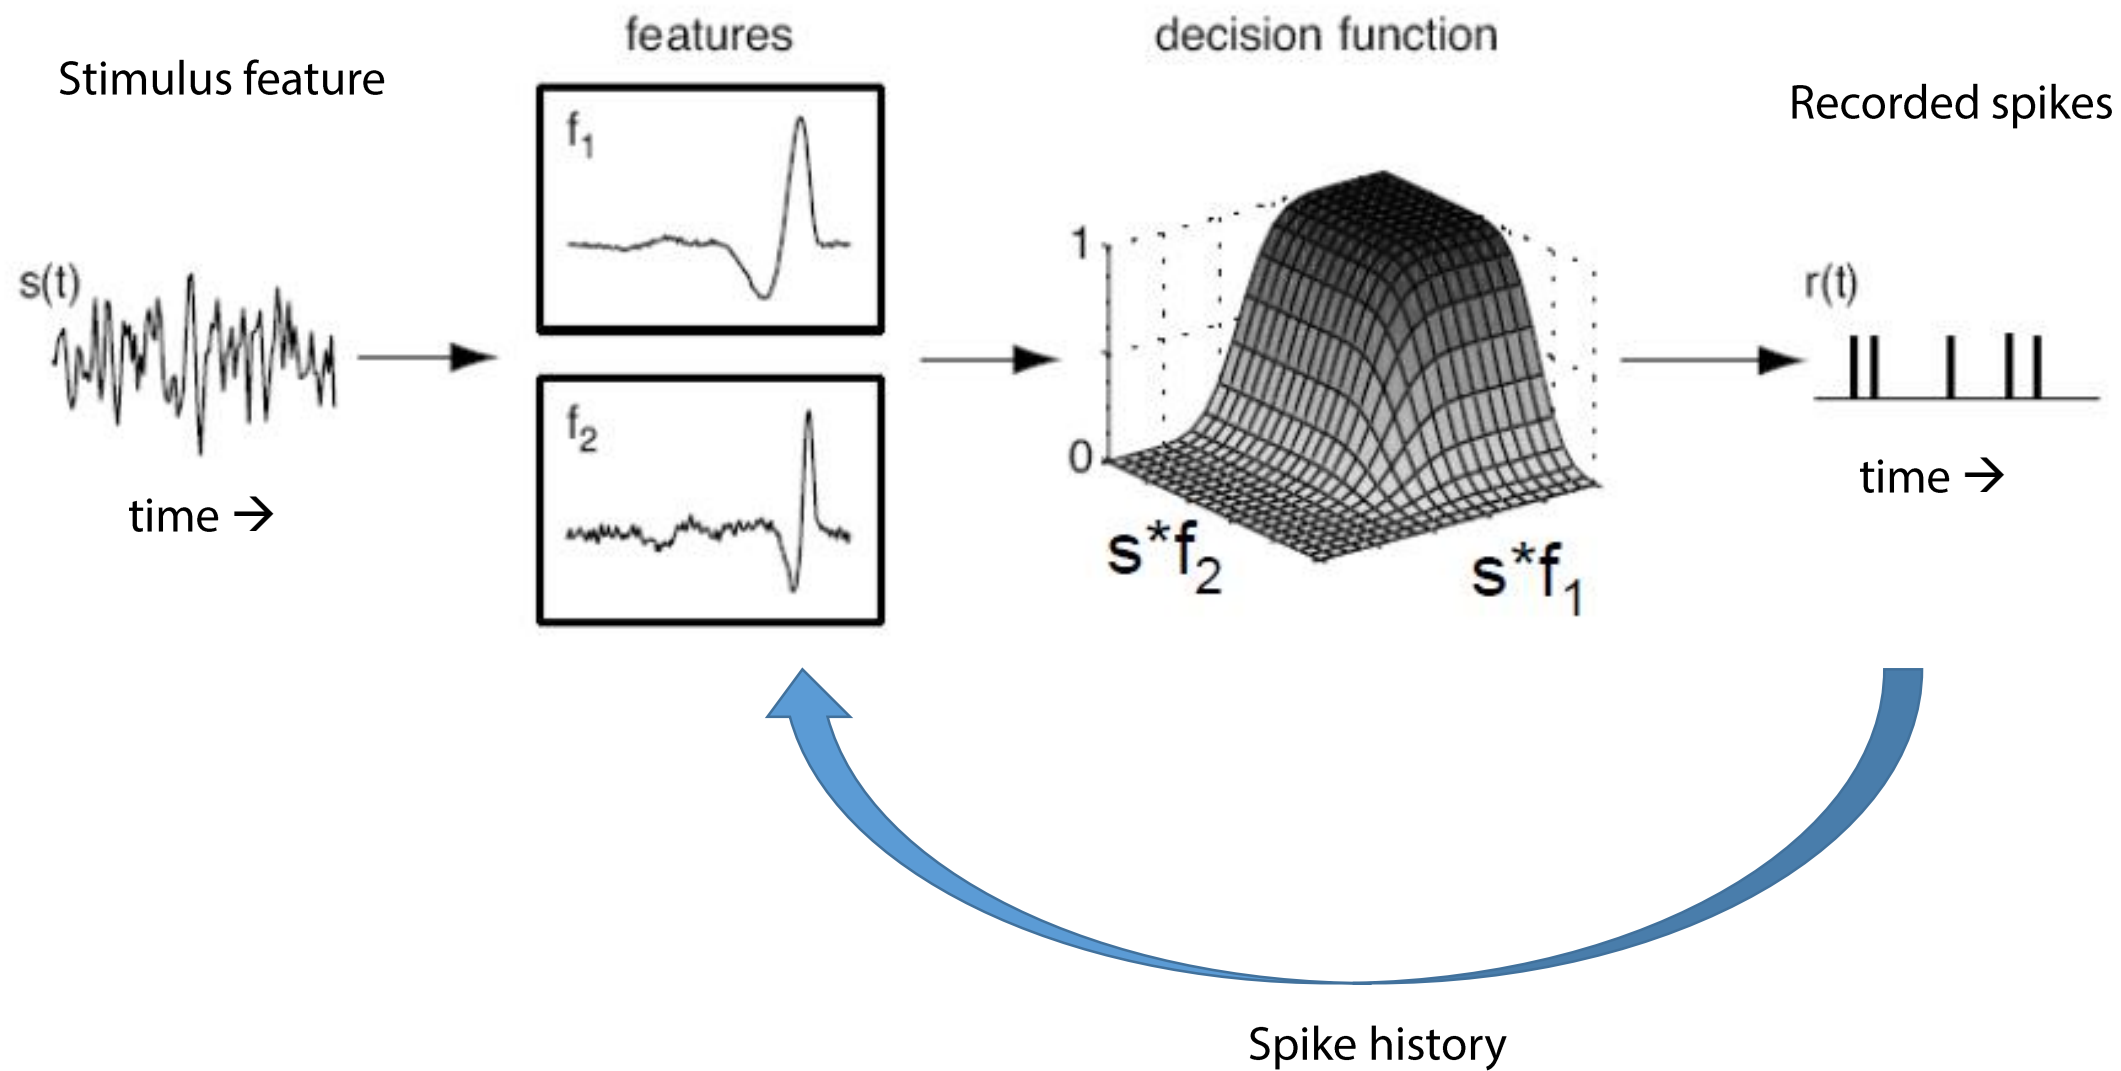 features
decision function
Stimulus feature
Recorded spikes
f₁
s(t)
1
r(t)
f₂
0
time →
time →
s*f₂
s*f₁
Spike history